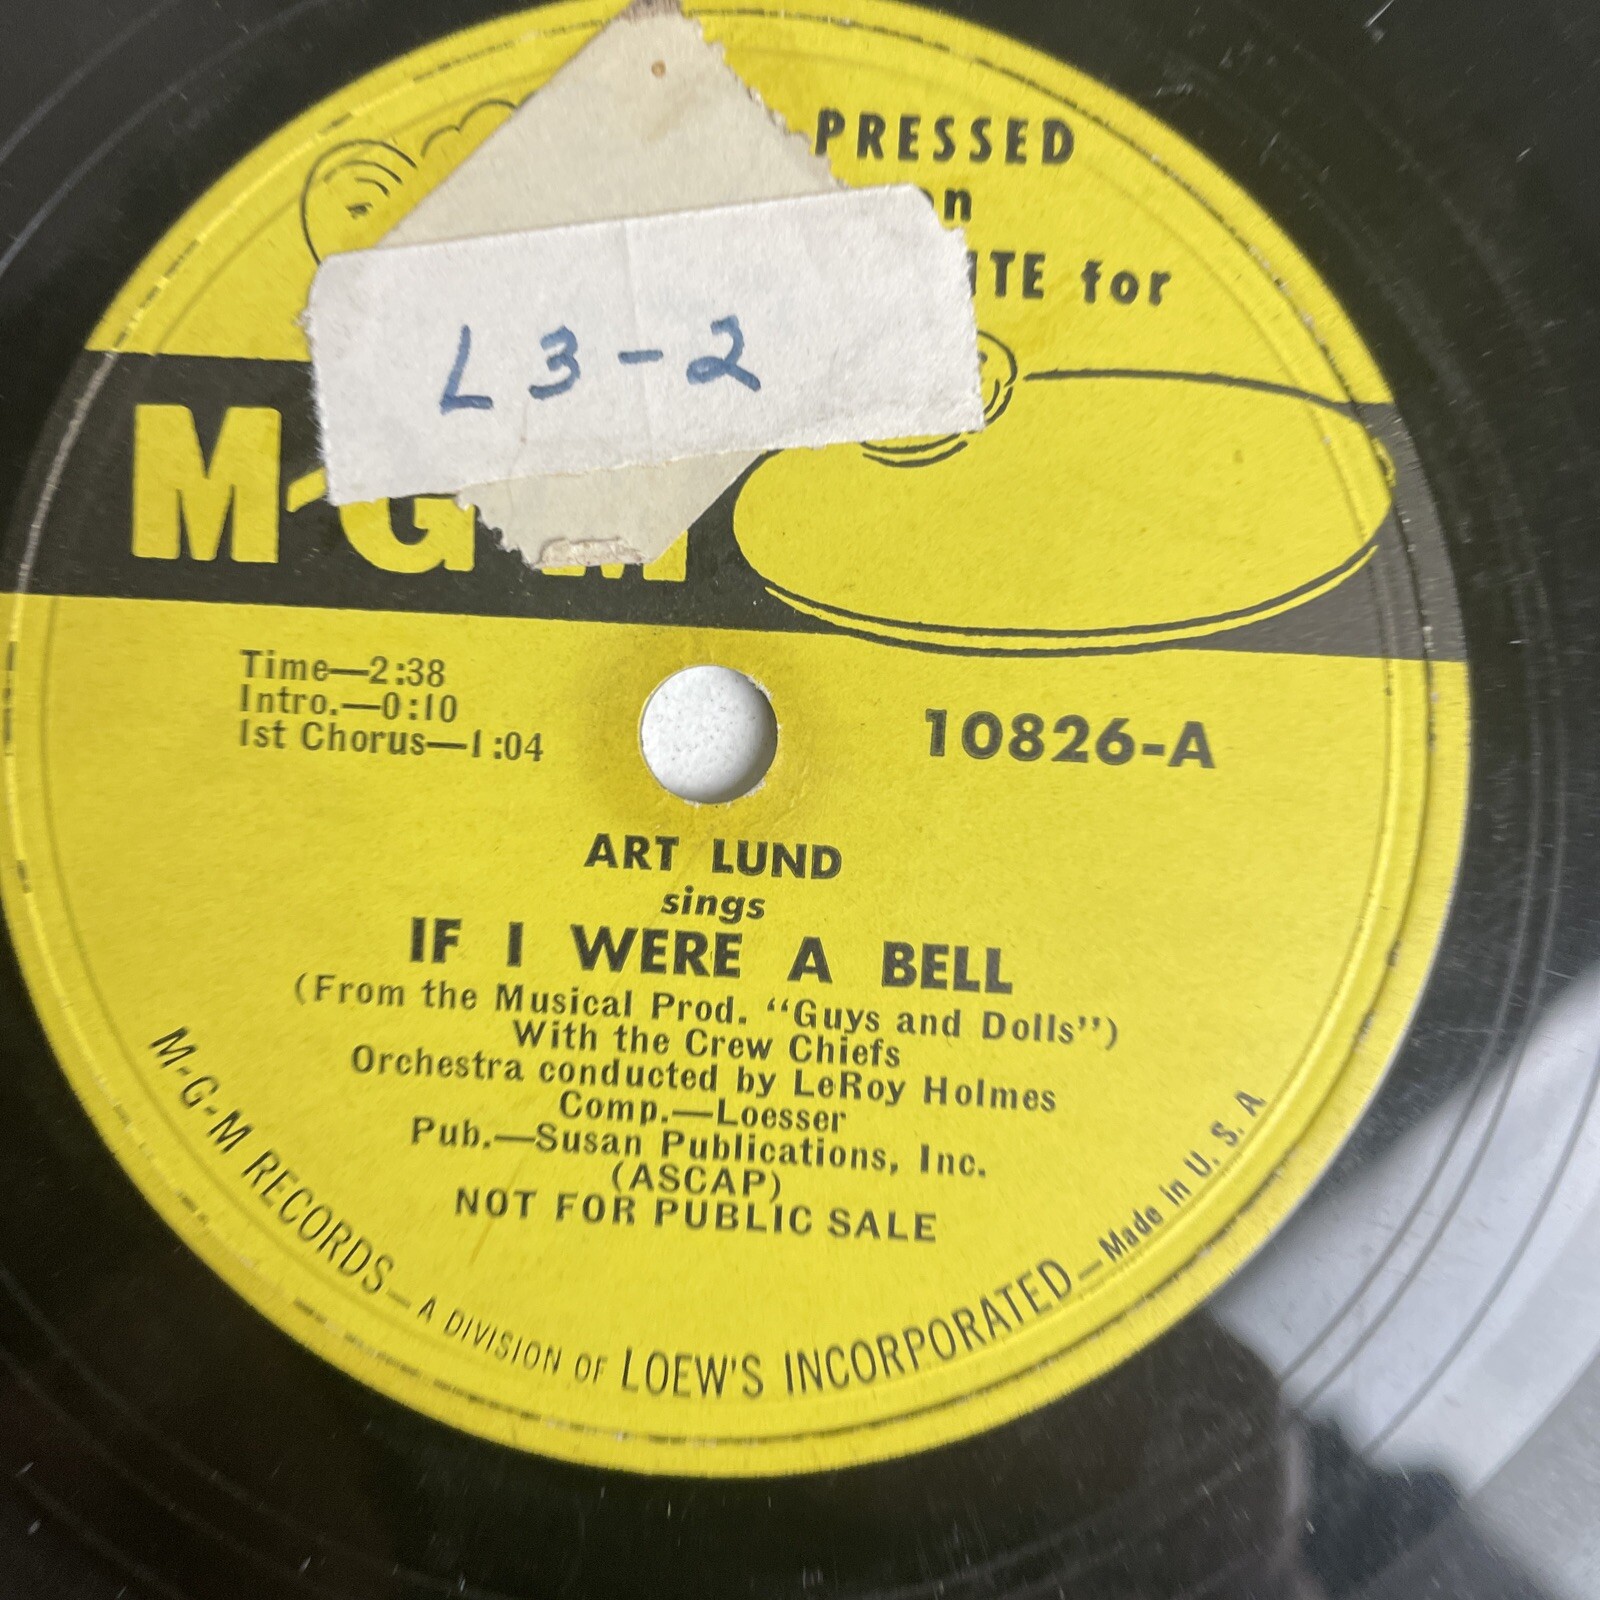 PRESSED
for
L3-2
M-G-M
Time—2:38
Intro.—0:10
1st Chorus—1:04
10826-A
ART LUND
sings
IF I WERE A BELL
(From the Musical Prod. "Guys and Dolls")
With the Crew Chiefs
Orchestra conducted by LeRoy Holmes
Comp.—Loesser
Pub.—Susan Publications, Inc.
(ASCAP)
NOT FOR PUBLIC SALE
M-G-M RECORDS—A DIVISION OF LOEW'S INCORPORATED—Made in U. S. A.